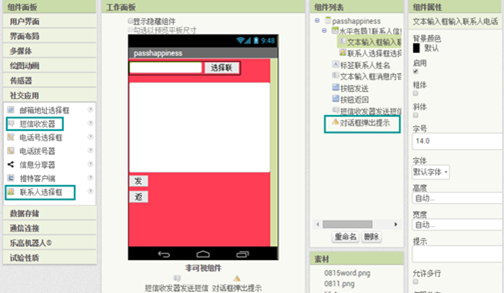 组件面板
用户界面
界面布局
多媒体
绘图动画
传感器
社交应用
邮箱地址选择框
短信收发器
电话号选择框
电话拨号器
信息分享器
推特客户端
联系人选择框
数据存储
通信连接
乐高机器人®
试验性质
工作面板
显示隐藏组件
勾选以预览平板尺寸
9:48
passhappiness
选择联
发
返
非可视组件
短信收发器发送短信 对话框弹出提示
组件列表
passhappiness
水平布局1联系人信
文本输入框输入
联系人选择框选择
标签联系人姓名
文本输入框消息内容
按钮发送
按钮返回
短信收发器发送短信
对话框弹出提示
重命名 删除
素材
0815word.png
0811.png
组件属性
文本输入框输入联系人电话
背景颜色
默认
启用
粗体
斜体
字号
14.0
字体
默认字体
高度
自动...
宽度
自动...
提示
允许多行